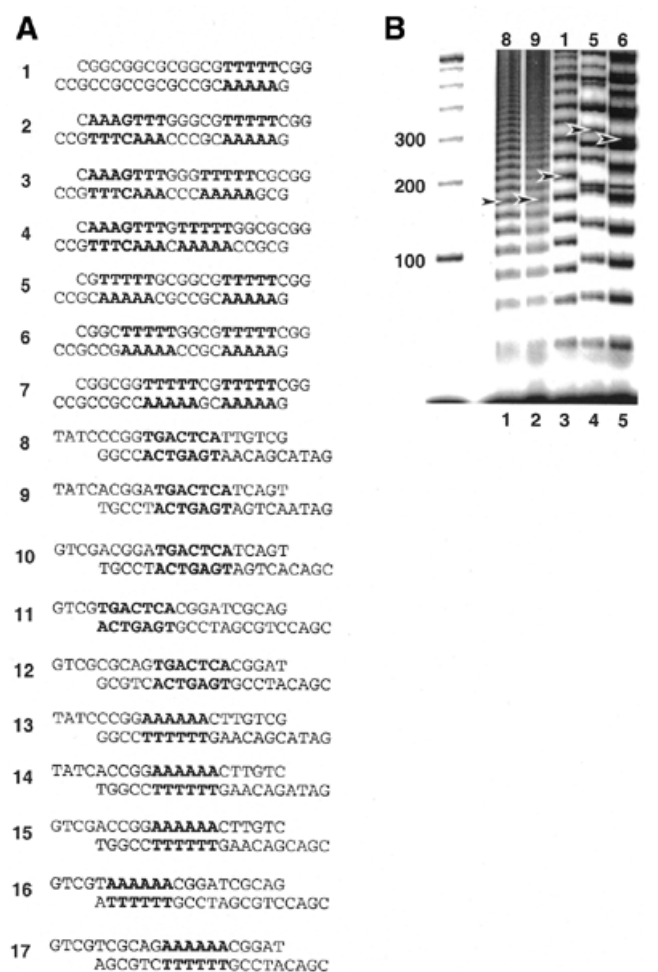 A
1 CGGCGGCGCGGCGTTTTTCGG
CCGCCGCCGCGCCGCAAAAAG
2 CAAAGTTTGGGCGTTTTTCGG
CCGTTTCAAACCCGCAAAAAG
3 CAAAGTTTGGGTTTTTCGCGG
CCGTTTCAAACCCAAAAAGCG
4 CAAAGTTTGTTTTTGGCGCGG
CCGTTTCAAACAAAAACCGCG
5 CGTTTTTGCGGCGTTTTTCGG
CCGCAAAAACGCCGCAAAAAG
6 CGGCTTTTTGGCGTTTTTCGG
CCGCCGAAAAACCGCAAAAAG
7 CGGCGGTTTTTCGTTTTTCGG
CCGCCGCCAAAAAGCAAAAAG
8 TATCCCGGTGACTCATTGTCG
GGCCACTGAGTAACAGCATAG
9 TATCACGGATGACTCATCAGT
TGCCTACTGAGTAGTCAATAG
10 GTCGACGGATGACTCATCAGT
TGCCTACTGAGTAGTCACAGC
11 GTCGTGACTCACGGATCGCAG
ACTGAGTGCCTAGCGTCCAGC
12 GTCGCGCAGTGACTCACGGAT
GCGTCACTGAGTGCCTACAGC
13 TATCCCGGAAAAAACTTGTCG
GGCCTTTTTTGAACAGCATAG
14 TATCACCGGAAAAAACTTGTC
TGGCCTTTTTTGAACAGATAG
15 GTCGACCGGAAAAAACTTGTC
TGGCCTTTTTTGAACAGCAGC
16 GTCGTAAAAAACGGATCGCAG
ATTTTTTGCCTAGCGTCCAGC
17 GTCGTCGCAGAAAAAACGGAT
AGCGTCTTTTTTGCCTACAGC
B
8 9 1 5 6
300
200
100
1 2 3 4 5